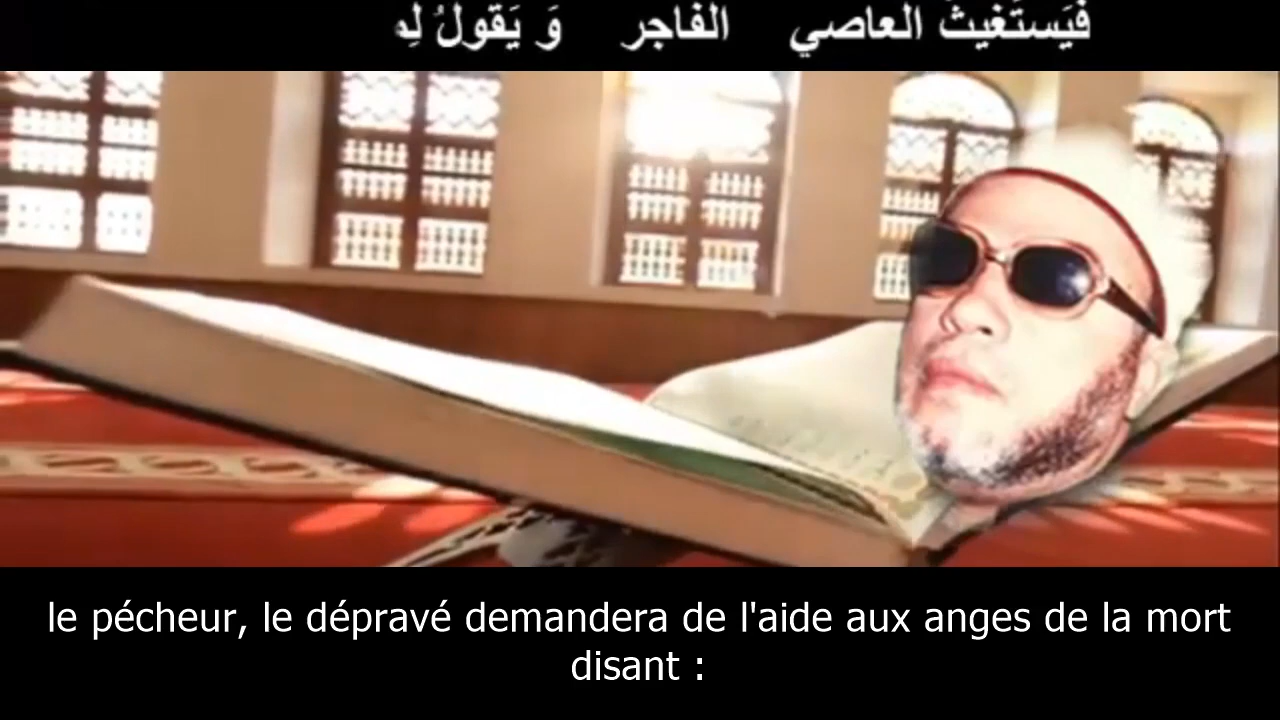 فَيَستَغيثُ العاصي الفاجر وَ يَقولُ لِه
le pécheur, le dépravé demandera de l'aide aux anges de la mort
disant :